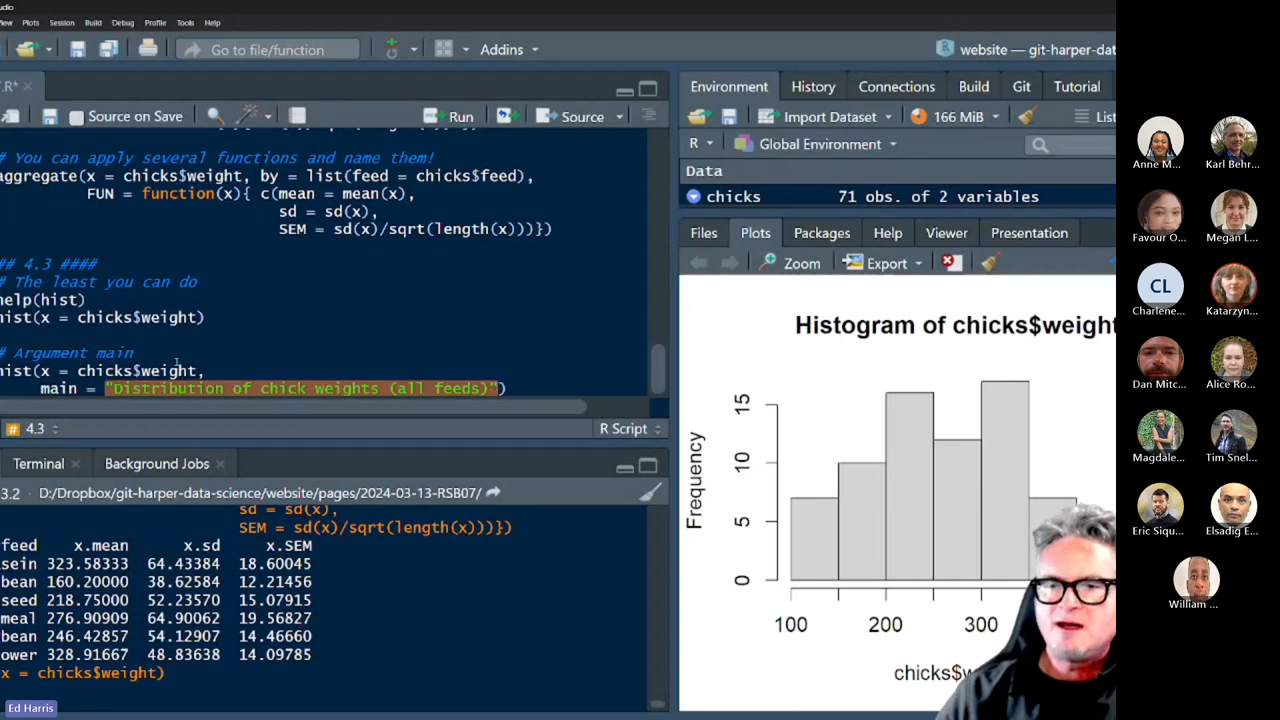 udio
View Plots Session Build Debug Profile Tools Help
Go to file/function
Addins
website — git-harper-dat
.R*
Source on Save
Run
Source
# You can apply several functions and name them!
aggregate(x = chicks$weight, by = list(feed = chicks$feed),
FUN = function(x){ c(mean = mean(x),
sd = sd(x),
SEM = sd(x)/sqrt(length(x)))})
## 4.3 ####
# The least you can do
help(hist)
hist(x = chicks$weight)
# Argument main
hist(x = chicks$weight,
main = "Distribution of chick weights (all feeds)")
# 4.3
R Script
Terminal
Background Jobs
3.2 D:/Dropbox/git-harper-data-science/website/pages/2024-03-13-RSB07/
sd = sd(x),
SEM = sd(x)/sqrt(length(x)))})
feed x.mean x.sd x.SEM
sein 323.58333 64.43384 18.60045
bean 160.20000 38.62584 12.21456
seed 218.75000 52.23570 15.07915
meal 276.90909 64.90062 19.56827
bean 246.42857 54.12907 14.46660
ower 328.91667 48.83638 14.09785
x = chicks$weight)
Ed Harris
Environment History Connections Build Git Tutorial
Import Dataset
166 MiB
List
R
Global Environment
Data
chicks 71 obs. of 2 variables
Files Plots Packages Help Viewer Presentation
Zoom
Export
Histogram of chicks$weight
Frequency
15
10
5
0
100 200 300
chicks$w
Anne M...
Karl Behr...
Favour O...
Megan L...
CL
Charlene...
Katarzyn...
Dan Mitc...
Alice Ro...
Magdale...
Tim Snel...
Eric Siqu...
Elsadig E...
William ...